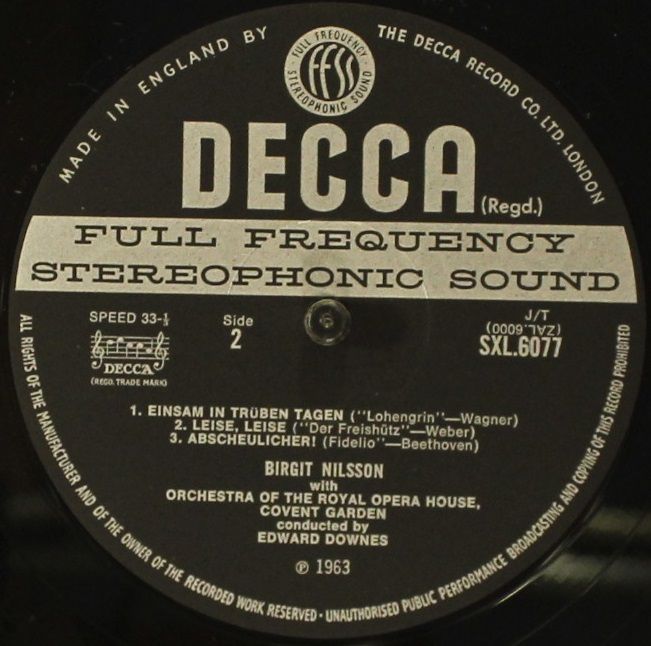 MADE IN ENGLAND BY
THE DECCA RECORD CO. LTD. LONDON
FULL FREQUENCY
FFSS
STEREOPHONIC SOUND
DECCA
(Regd.)
FULL FREQUENCY
STEREOPHONIC SOUND
SPEED 33-⅓
Side
2
J/T
(ZAL.6000)
SXL.6077
DECCA
(REGD. TRADE MARK)
1. EINSAM IN TRÜBEN TAGEN ("Lohengrin"—Wagner)
2. LEISE, LEISE ("Der Freishütz"—Weber)
3. ABSCHEULICHER! (Fidelio"—Beethoven)
BIRGIT NILSSON
with
ORCHESTRA OF THE ROYAL OPERA HOUSE,
COVENT GARDEN
conducted by
EDWARD DOWNES
℗ 1963
ALL RIGHTS OF THE MANUFACTURER AND OF THE OWNER OF THE RECORDED WORK RESERVED · UNAUTHORISED PUBLIC PERFORMANCE BROADCASTING AND COPYING OF THIS RECORD PROHIBITED